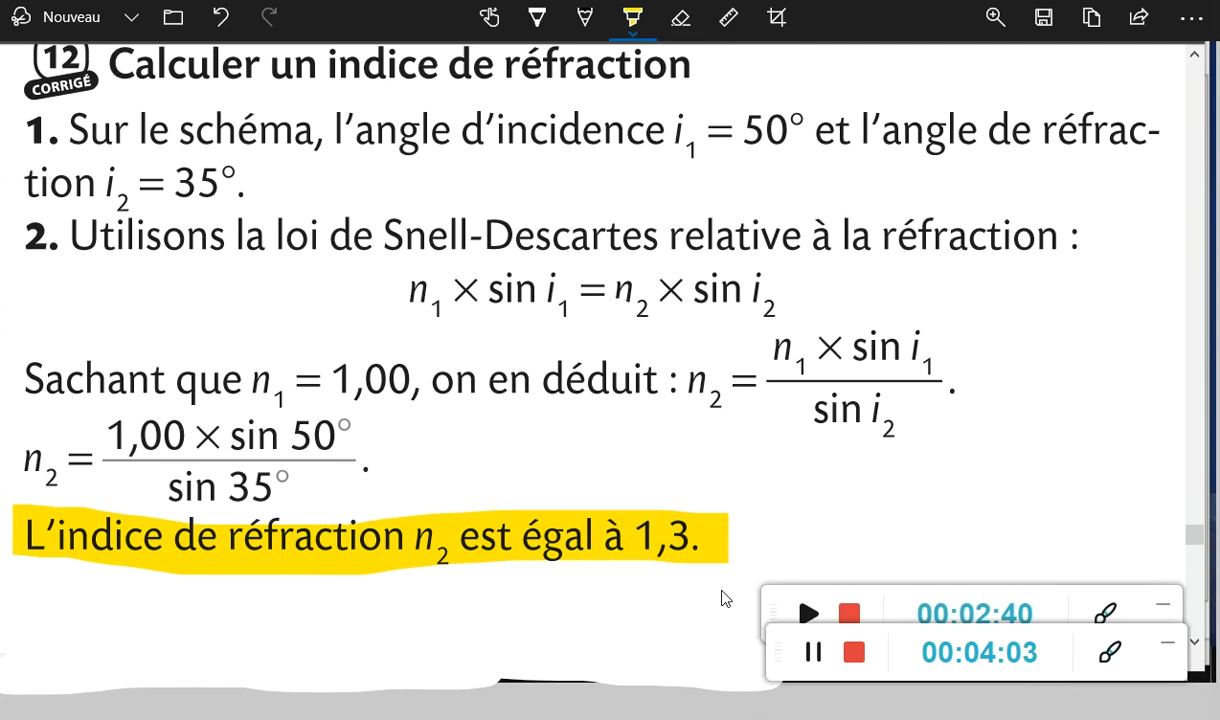 Nouveau
12 Calculer un indice de réfraction
CORRIGÉ
1. Sur le schéma, l'angle d'incidence i₁ = 50° et l'angle de réfrac-
tion i₂ = 35°.
2. Utilisons la loi de Snell-Descartes relative à la réfraction :
n₁ × sin i₁ = n₂ × sin i₂
Sachant que n₁ = 1,00, on en déduit : n₂ = (n₁ × sin i₁) / (sin i₂).
n₂ = (1,00 × sin 50°) / (sin 35°).
L'indice de réfraction n₂ est égal à 1,3.
00:02:40
00:04:03